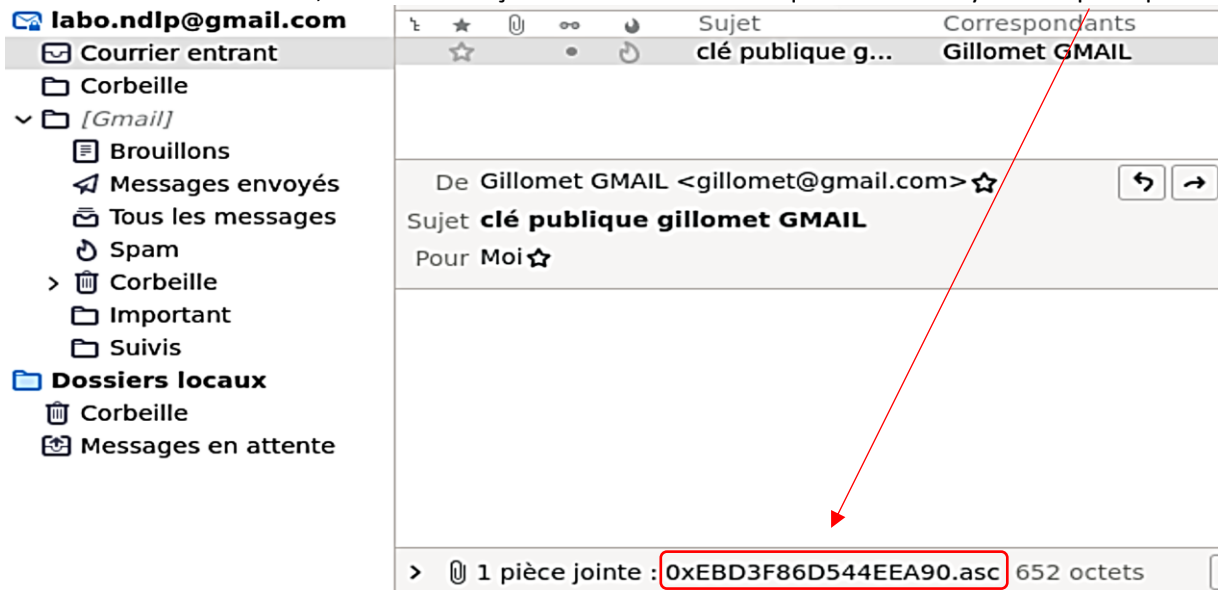 labo.ndlp@gmail.com
Courrier entrant
Corbeille
[Gmail]
Brouillons
Messages envoyés
Tous les messages
Spam
Corbeille
Important
Suivis
Dossiers locaux
Corbeille
Messages en attente
Sujet Correspondants
clé publique g... Gillomet GMAIL
De Gillomet GMAIL <gillomet@gmail.com>
Sujet clé publique gillomet GMAIL
Pour Moi
1 pièce jointe : 0xEBD3F86D544EEA90.asc 652 octets